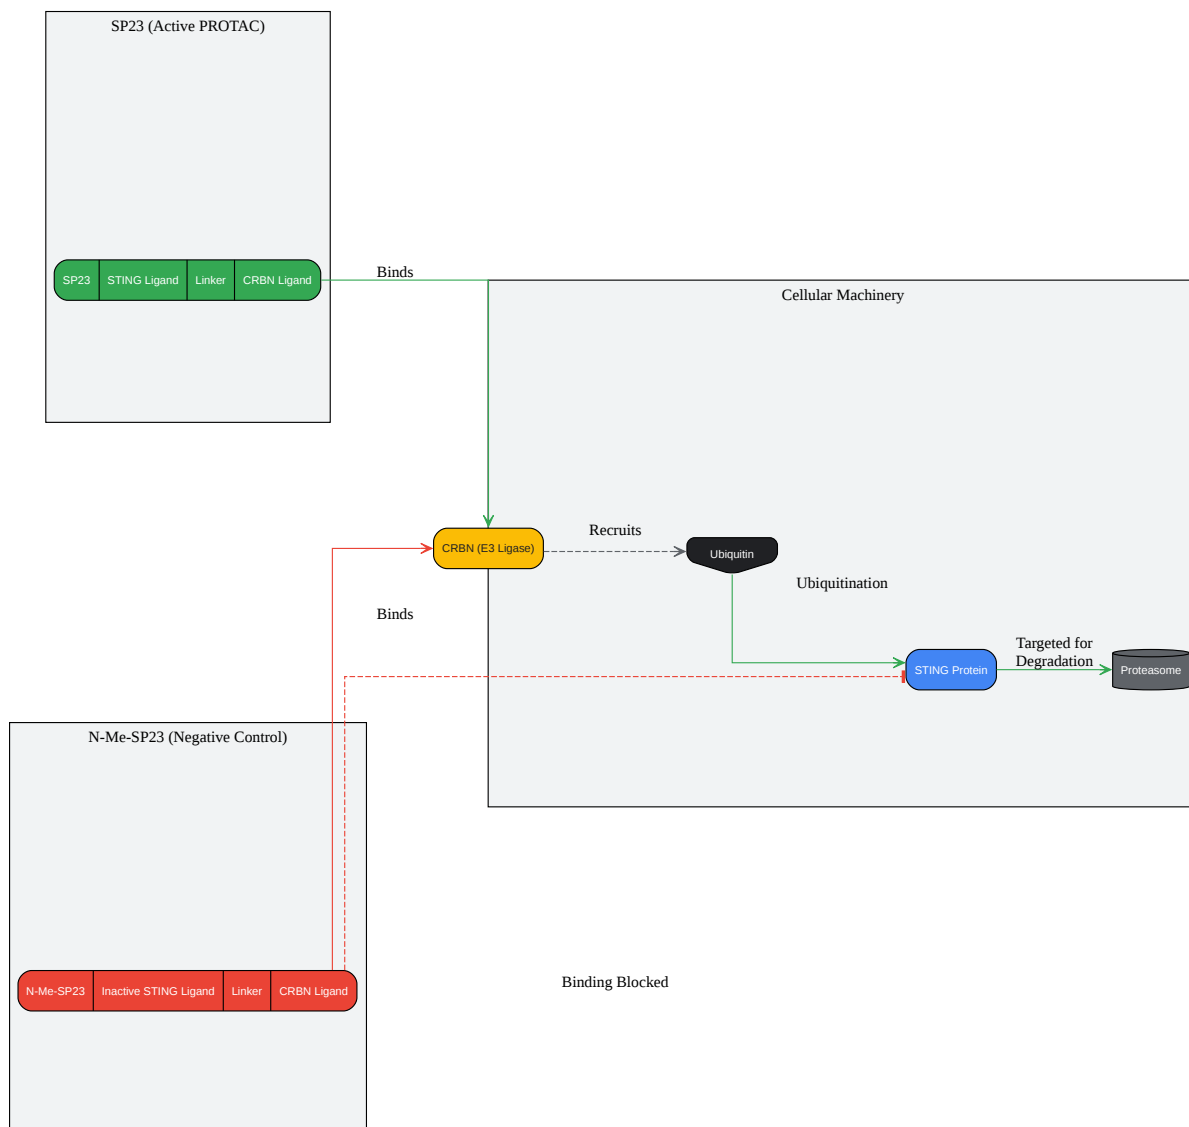 SP23 (Active PROTAC)
SP23 STING Ligand Linker CRBN Ligand
Binds
Cellular Machinery
CRBN (E3 Ligase)
Recruits
Ubiquitin
Ubiquitination
Binds
STING Protein
Targeted for
Degradation
Proteasome
N-Me-SP23 (Negative Control)
N-Me-SP23 Inactive STING Ligand Linker CRBN Ligand
Binding Blocked